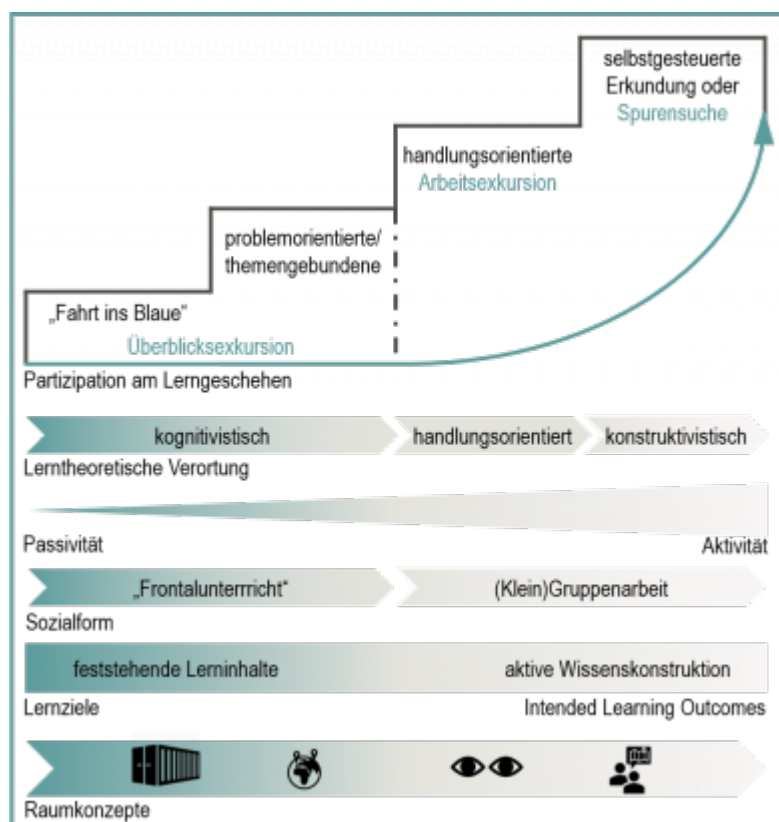 selbstgesteuerte
Erkundung oder
Spurensuche
handlungsorientierte
Arbeitsexkursion
problemorientierte/
themengebundene
„Fahrt ins Blaue“
Überblicksexkursion
Partizipation am Lerngeschehen
kognitivistisch
handlungsorientiert
konstruktivistisch
Lerntheoretische Verortung
Passivität
Aktivität
„Frontalunterrricht“
(Klein)Gruppenarbeit
Sozialform
feststehende Lerninhalte
aktive Wissenskonstruktion
Lernziele
Intended Learning Outcomes
Raumkonzepte